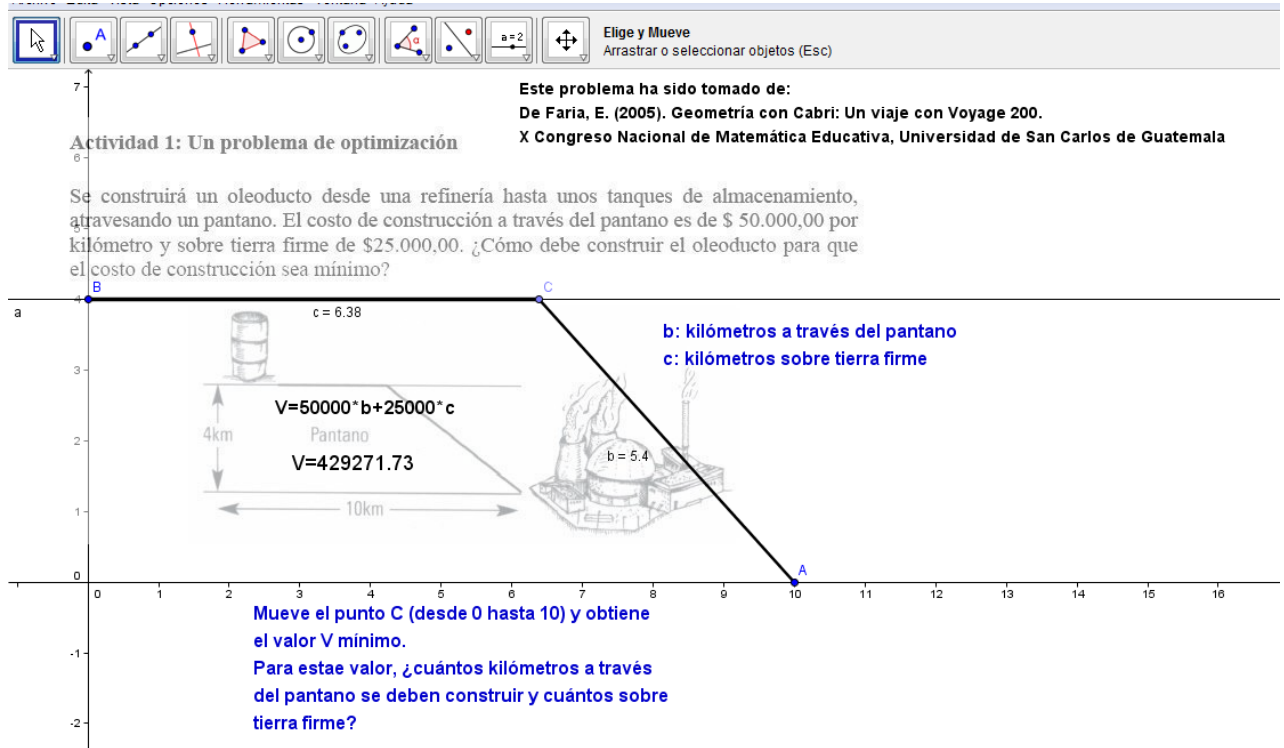 Elige y Mueve
Arrastrar o seleccionar objetos (Esc)
A
α
a = 2
Este problema ha sido tomado de:
De Faria, E. (2005). Geometría con Cabri: Un viaje con Voyage 200.
X Congreso Nacional de Matemática Educativa, Universidad de San Carlos de Guatemala
Actividad 1: Un problema de optimización
Se construirá un oleoducto desde una refinería hasta unos tanques de almacenamiento,
atravesando un pantano. El costo de construcción a través del pantano es de $ 50.000,00 por
kilómetro y sobre tierra firme de $25.000,00. ¿Cómo debe construir el oleoducto para que
el costo de construcción sea mínimo?
7
6
5
4
3
2
1
0
-1
-2
B
C
a
c = 6.38
b: kilómetros a través del pantano
c: kilómetros sobre tierra firme
V=50000*b+25000*c
4km
Pantano
V=429271.73
b = 5.4
10km
A
0 1 2 3 4 5 6 7 8 9 10 11 12 13 14 15 16
Mueve el punto C (desde 0 hasta 10) y obtiene
el valor V mínimo.
Para estae valor, ¿cuántos kilómetros a través
del pantano se deben construir y cuántos sobre
tierra firme?